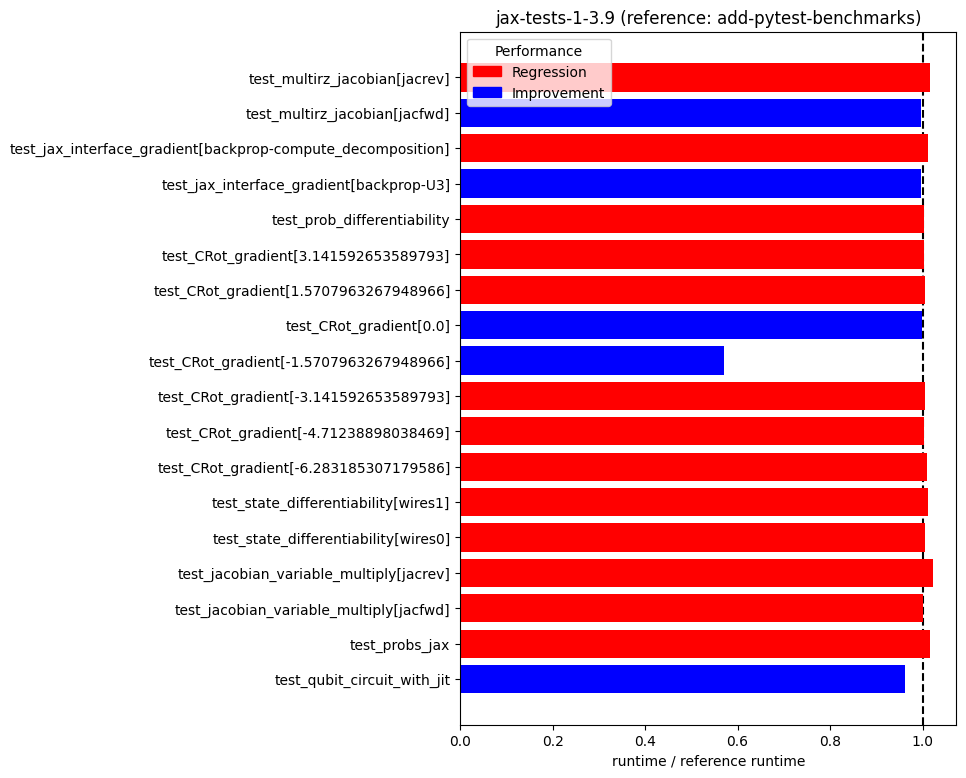 jax-tests-1-3.9 (reference: add-pytest-benchmarks)
Performance
Regression
Improvement
test_multirz_jacobian[jacrev]
test_multirz_jacobian[jacfwd]
test_jax_interface_gradient[backprop-compute_decomposition]
test_jax_interface_gradient[backprop-U3]
test_prob_differentiability
test_CRot_gradient[3.141592653589793]
test_CRot_gradient[1.5707963267948966]
test_CRot_gradient[0.0]
test_CRot_gradient[-1.5707963267948966]
test_CRot_gradient[-3.141592653589793]
test_CRot_gradient[-4.71238898038469]
test_CRot_gradient[-6.283185307179586]
test_state_differentiability[wires1]
test_state_differentiability[wires0]
test_jacobian_variable_multiply[jacrev]
test_jacobian_variable_multiply[jacfwd]
test_probs_jax
test_qubit_circuit_with_jit
0.0 0.2 0.4 0.6 0.8 1.0
runtime / reference runtime